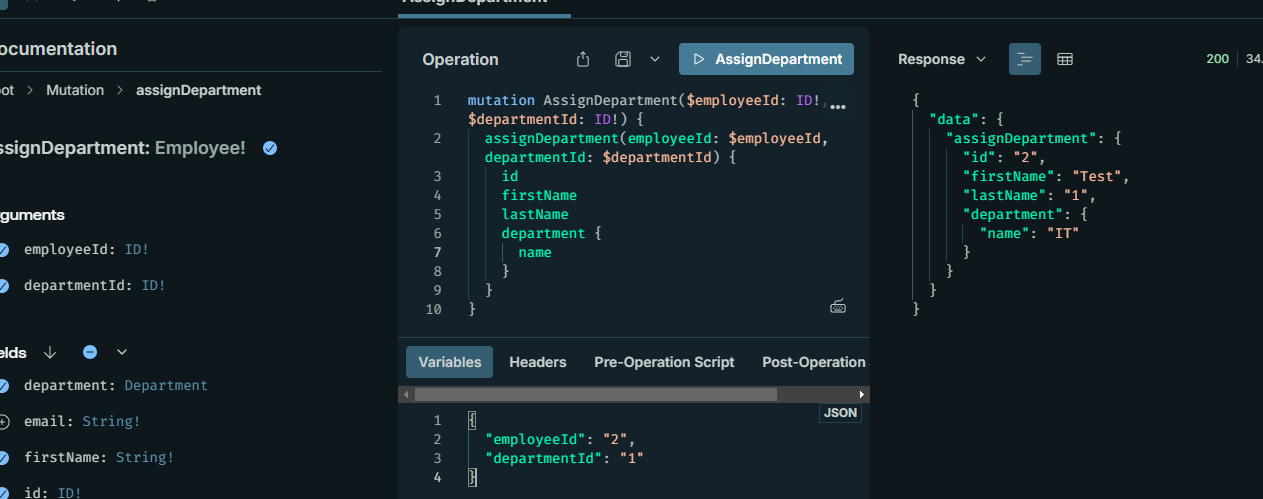 AssignDepartment
ocumentation
ot > Mutation > assignDepartment
ssignDepartment: Employee!
rguments
employeeId: ID!
departmentId: ID!
elds
department: Department
email: String!
firstName: String!
id: ID!
Operation
AssignDepartment
1 mutation AssignDepartment($employeeId: ID!, ...
$departmentId: ID!) {
2 assignDepartment(employeeId: $employeeId,
departmentId: $departmentId) {
3 id
4 firstName
5 lastName
6 department {
7 name
8 }
9 }
10 }
Variables Headers Pre-Operation Script Post-Operation
JSON
1 {
2 "employeeId": "2",
3 "departmentId": "1"
4 }
Response
200 34.
{
"data": {
"assignDepartment": {
"id": "2",
"firstName": "Test",
"lastName": "1",
"department": {
"name": "IT"
}
}
}
}